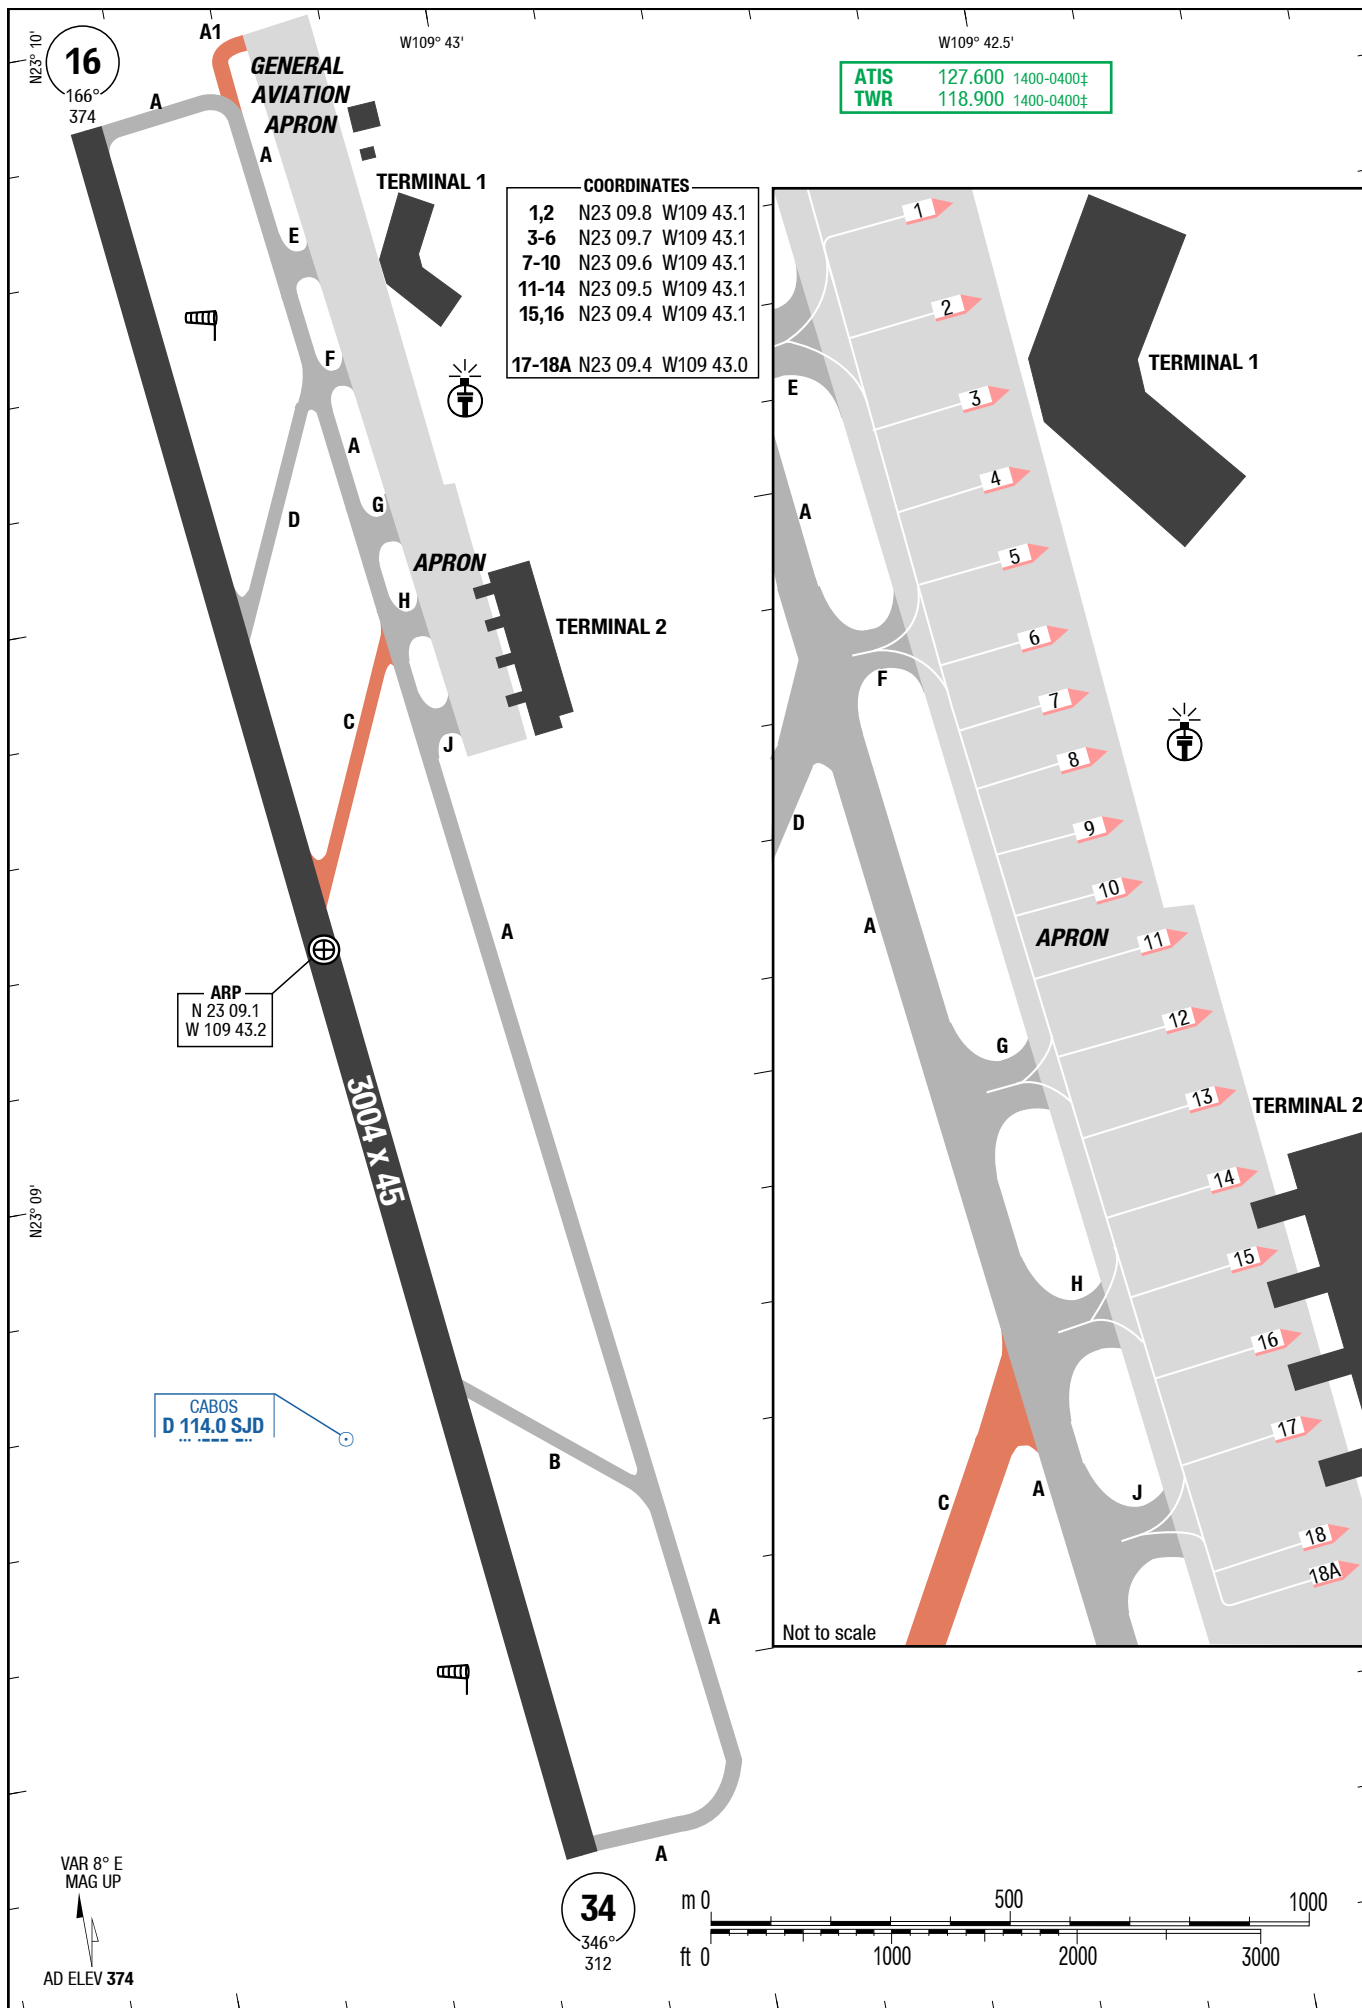 N23° 10'
16
166°
374
A1
W109° 43'
W109° 42.5'
ATIS 127.600 1400-0400‡
TWR 118.900 1400-0400‡
GENERAL
AVIATION
APRON
A
A
TERMINAL 1
E
F
A
G
D
APRON
H
TERMINAL 2
C
J
A
COORDINATES
1,2 N23 09.8 W109 43.1
3-6 N23 09.7 W109 43.1
7-10 N23 09.6 W109 43.1
11-14 N23 09.5 W109 43.1
15,16 N23 09.4 W109 43.1
17-18A N23 09.4 W109 43.0
1
2
TERMINAL 1
E
3
4
A
5
6
F
7
8
D
9
10
A
APRON
11
12
G
13
TERMINAL 2
14
15
H
16
17
C
A
J
18
18A
Not to scale
ARP
N 23 09.1
W 109 43.2
3004 x 45
N23° 09'
CABOS
D 114.0 SJD
B
A
A
34
346°
312
VAR 8° E
MAG UP
AD ELEV 374
m 0 500 1000
ft 0 1000 2000 3000